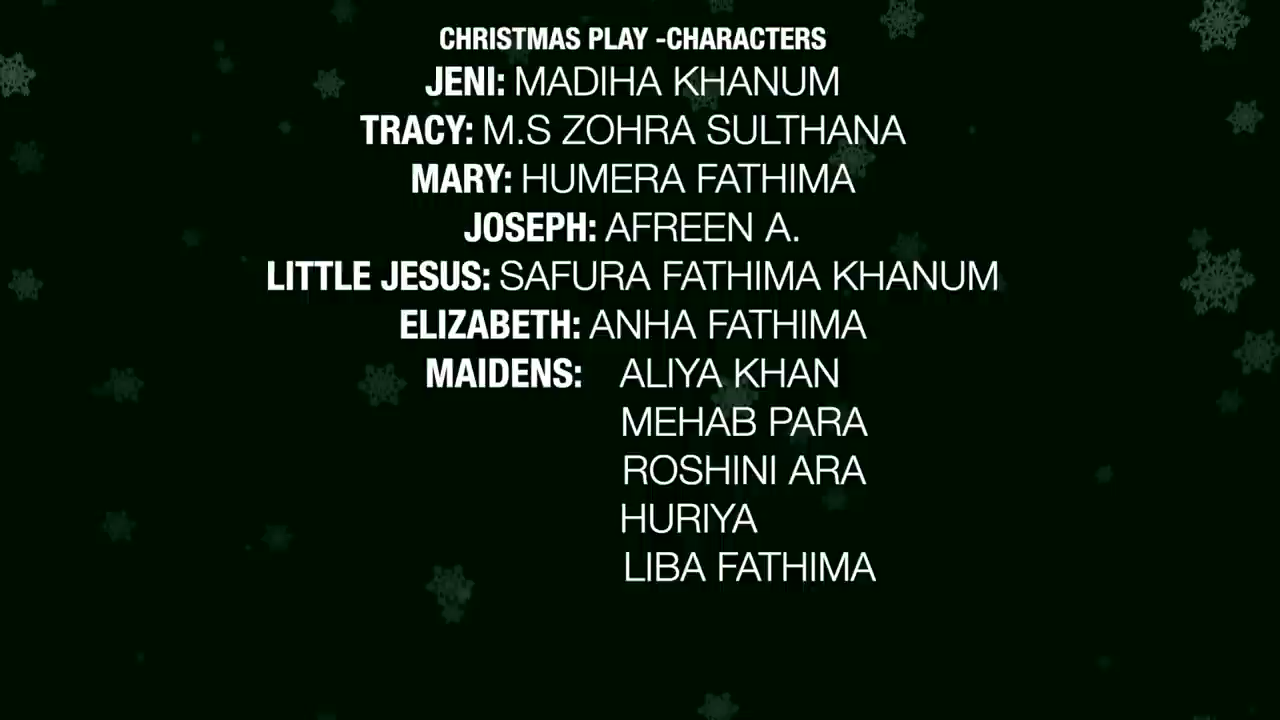 CHRISTMAS PLAY -CHARACTERS
JENI: MADIHA KHANUM
TRACY: M.S ZOHRA SULTHANA
MARY: HUMERA FATHIMA
JOSEPH: AFREEN A.
LITTLE JESUS: SAFURA FATHIMA KHANUM
ELIZABETH: ANHA FATHIMA
MAIDENS: ALIYA KHAN
MEHAB PARA
ROSHINI ARA
HURIYA
LIBA FATHIMA